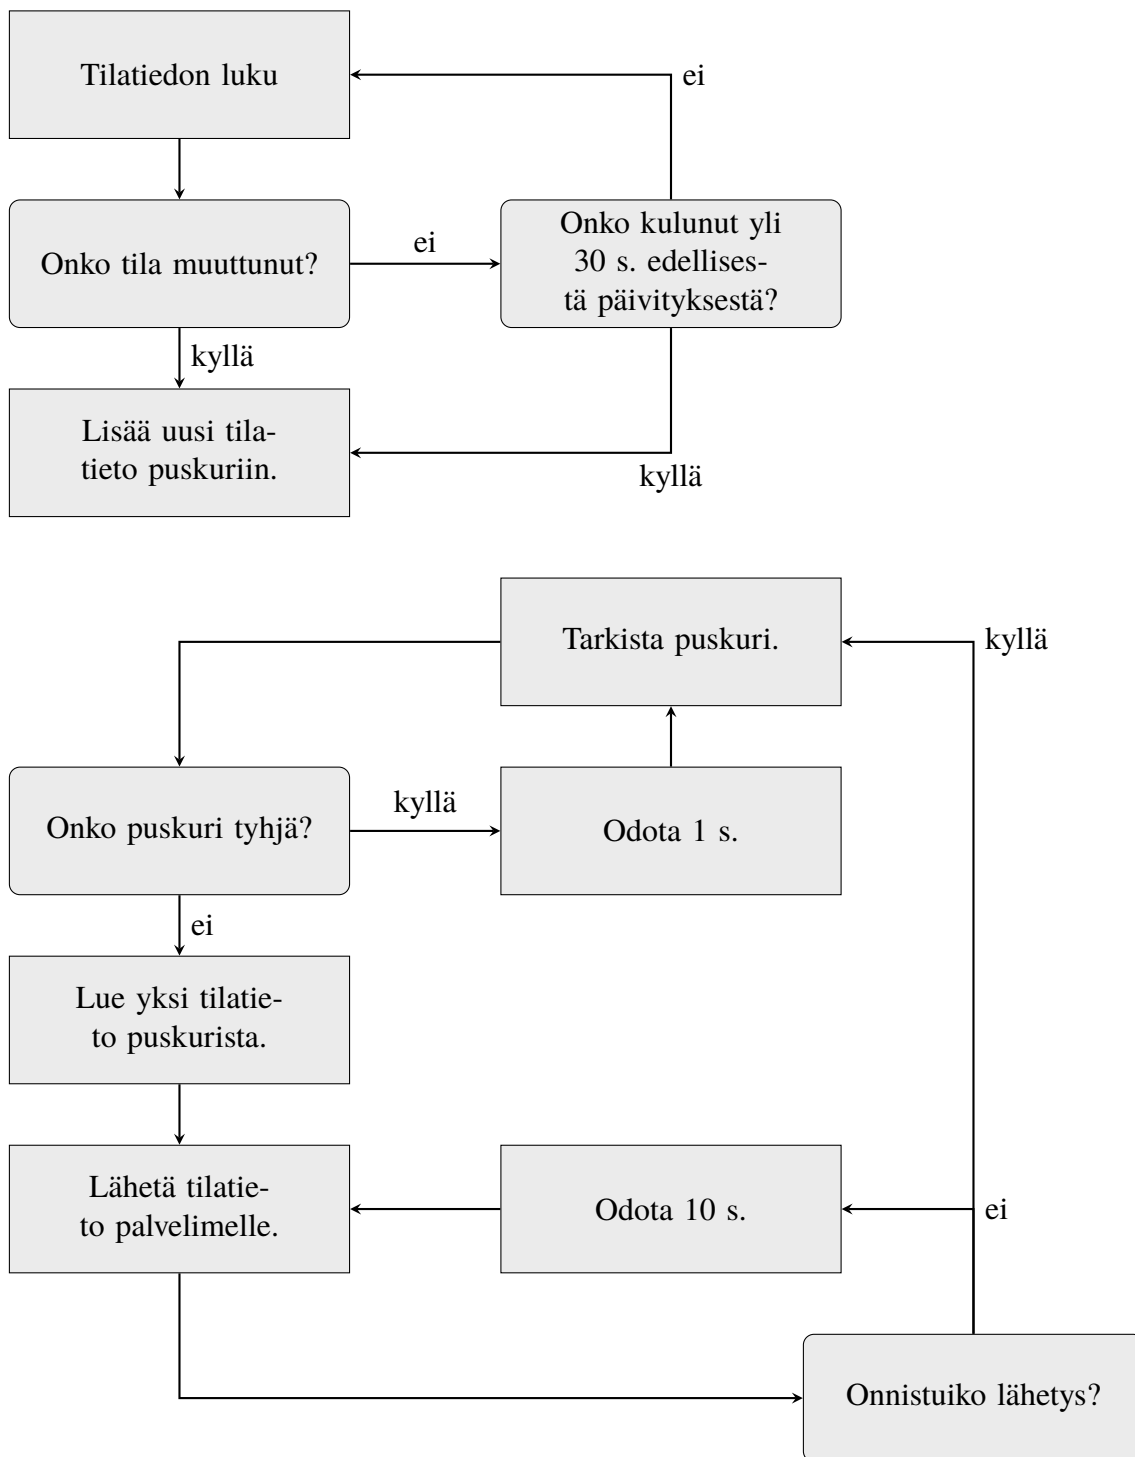 Tilatiedon luku
ei
Onko tila muuttunut?
ei
Onko kulunut yli
30 s. edellises-
tä päivityksestä?
kyllä
Lisää uusi tila-
tieto puskuriin.
kyllä
Tarkista puskuri.
kyllä
Onko puskuri tyhjä?
kyllä
Odota 1 s.
ei
Lue yksi tilatie-
to puskurista.
Lähetä tilatie-
to palvelimelle.
Odota 10 s.
ei
Onnistuiko lähetys?